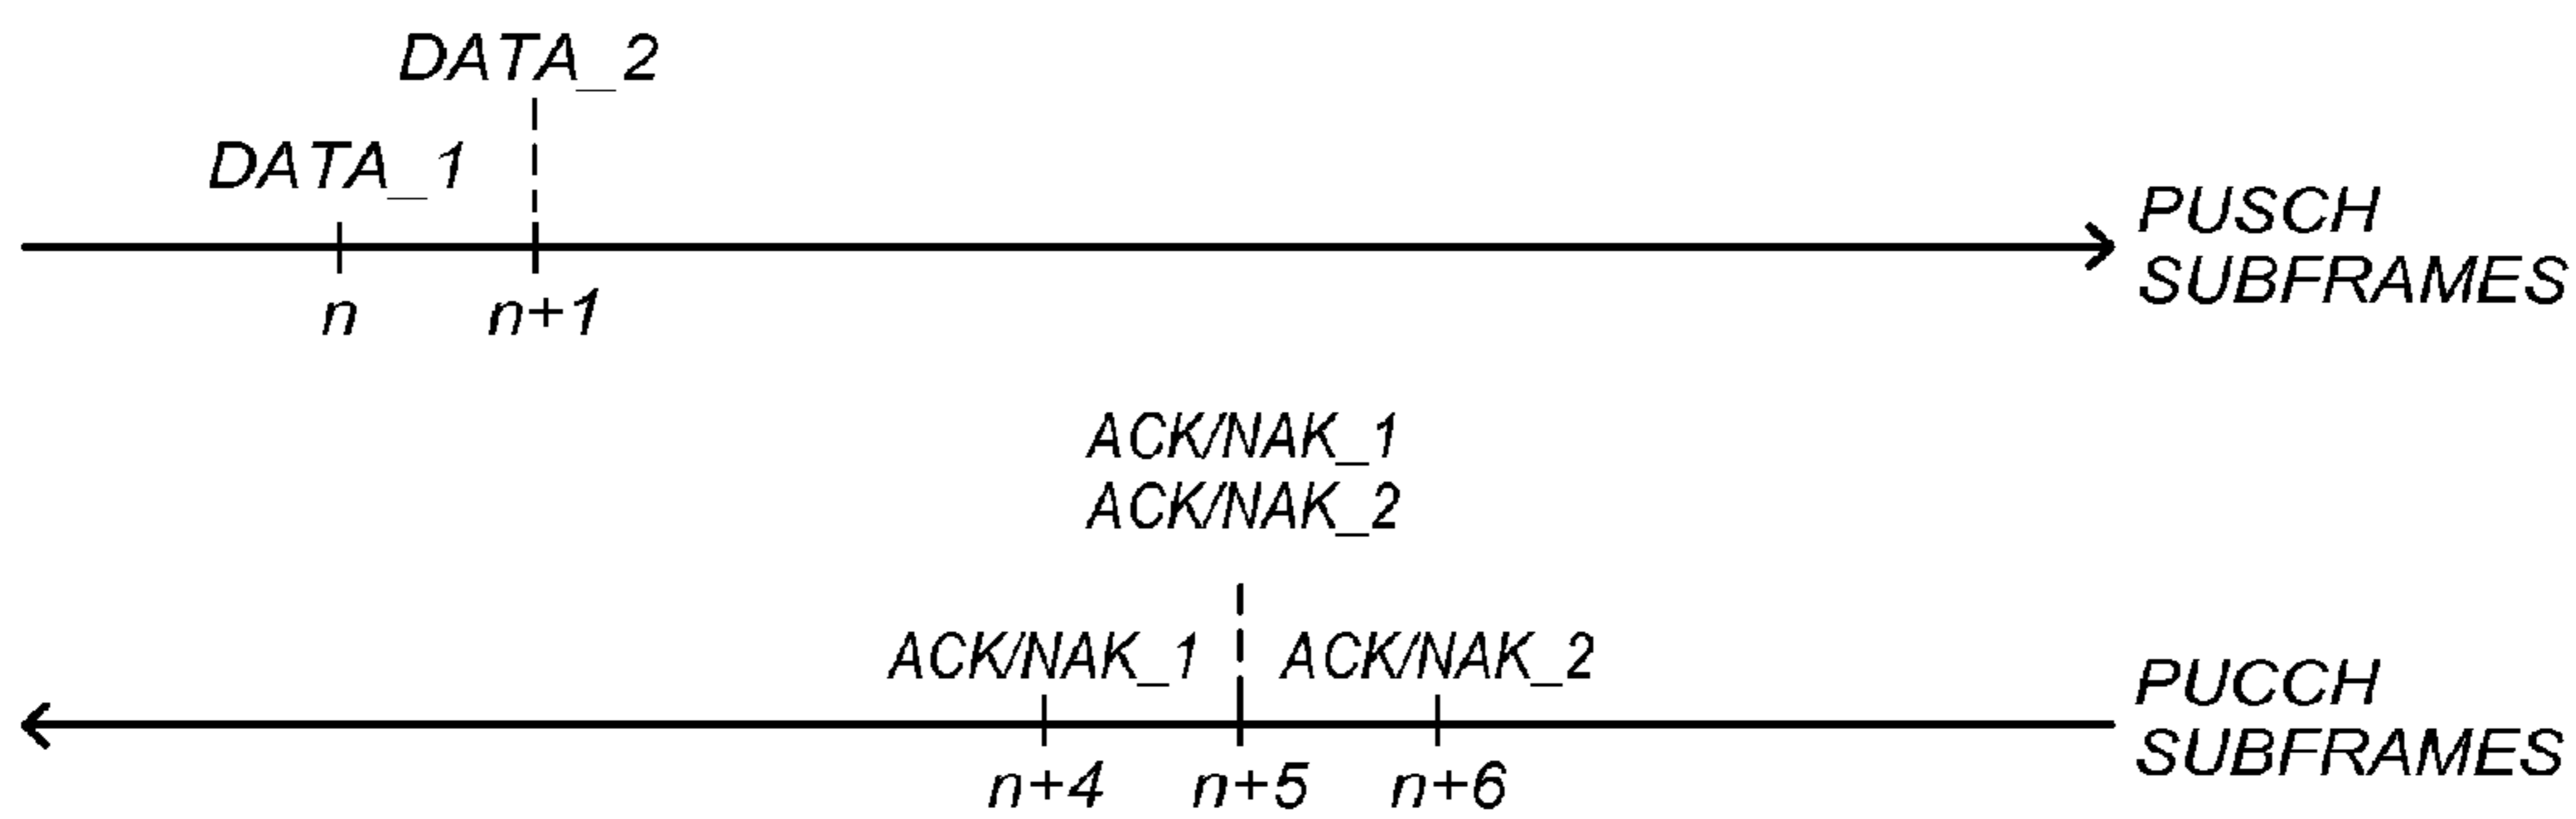 DATA_2
DATA_1
PUSCH
SUBFRAMES
n
n+1
ACK/NAK_1
ACK/NAK_2
ACK/NAK_1
ACK/NAK_2
PUCCH
SUBFRAMES
n+4
n+5
n+6